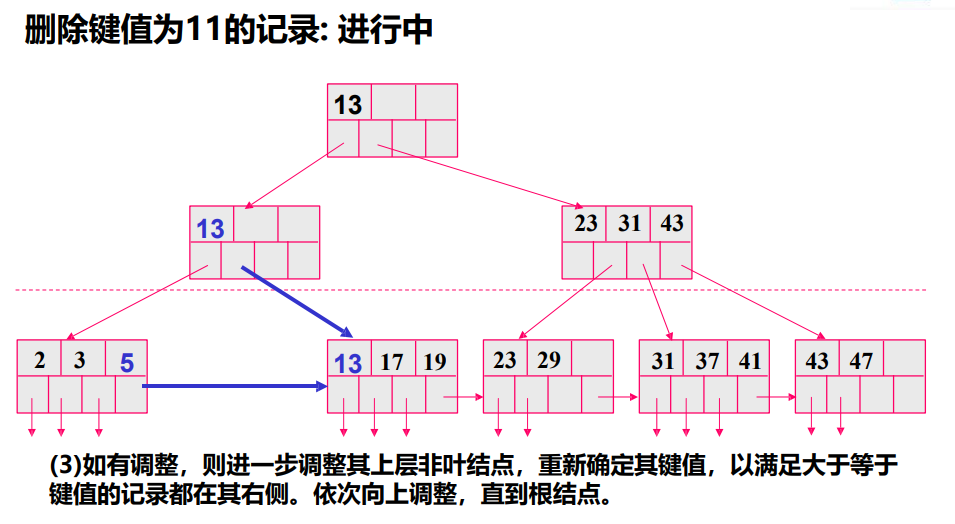 删除键值为11的记录: 进行中
13
13
23 31 43
2 3 5
13 17 19
23 29
31 37 41
43 47
(3)如有调整，则进一步调整其上层非叶结点，重新确定其键值，以满足大于等于
键值的记录都在其右侧。依次向上调整，直到根结点。